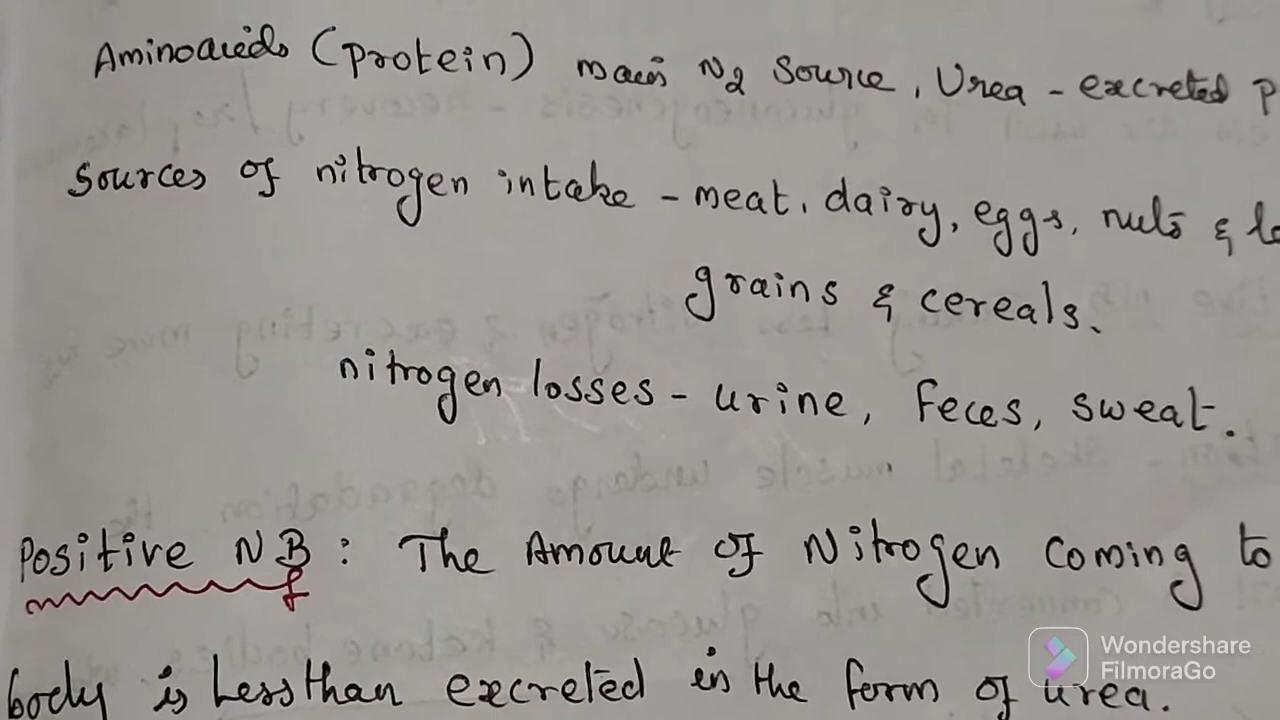 Aminoacids (protein) main N2 source, Urea - excreted P
Sources of nitrogen intake - meat, dairy, eggs, nuts & le
grains & cereals.
nitrogen losses - urine, Feces, sweat.
Positive NB : The Amount of Nitrogen coming to
body is Less than excreted in the form of urea.
Wondershare
FilmoraGo